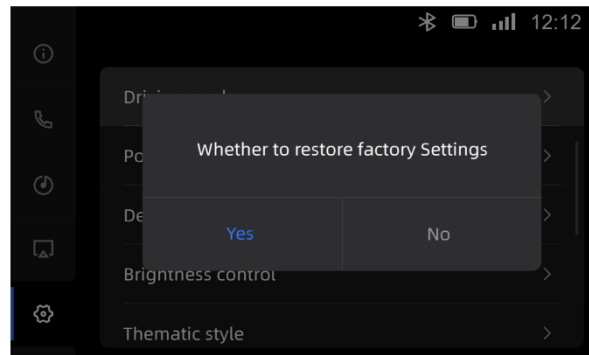 12:12
Whether to restore factory Settings
Yes No
Brightness control
Thematic style